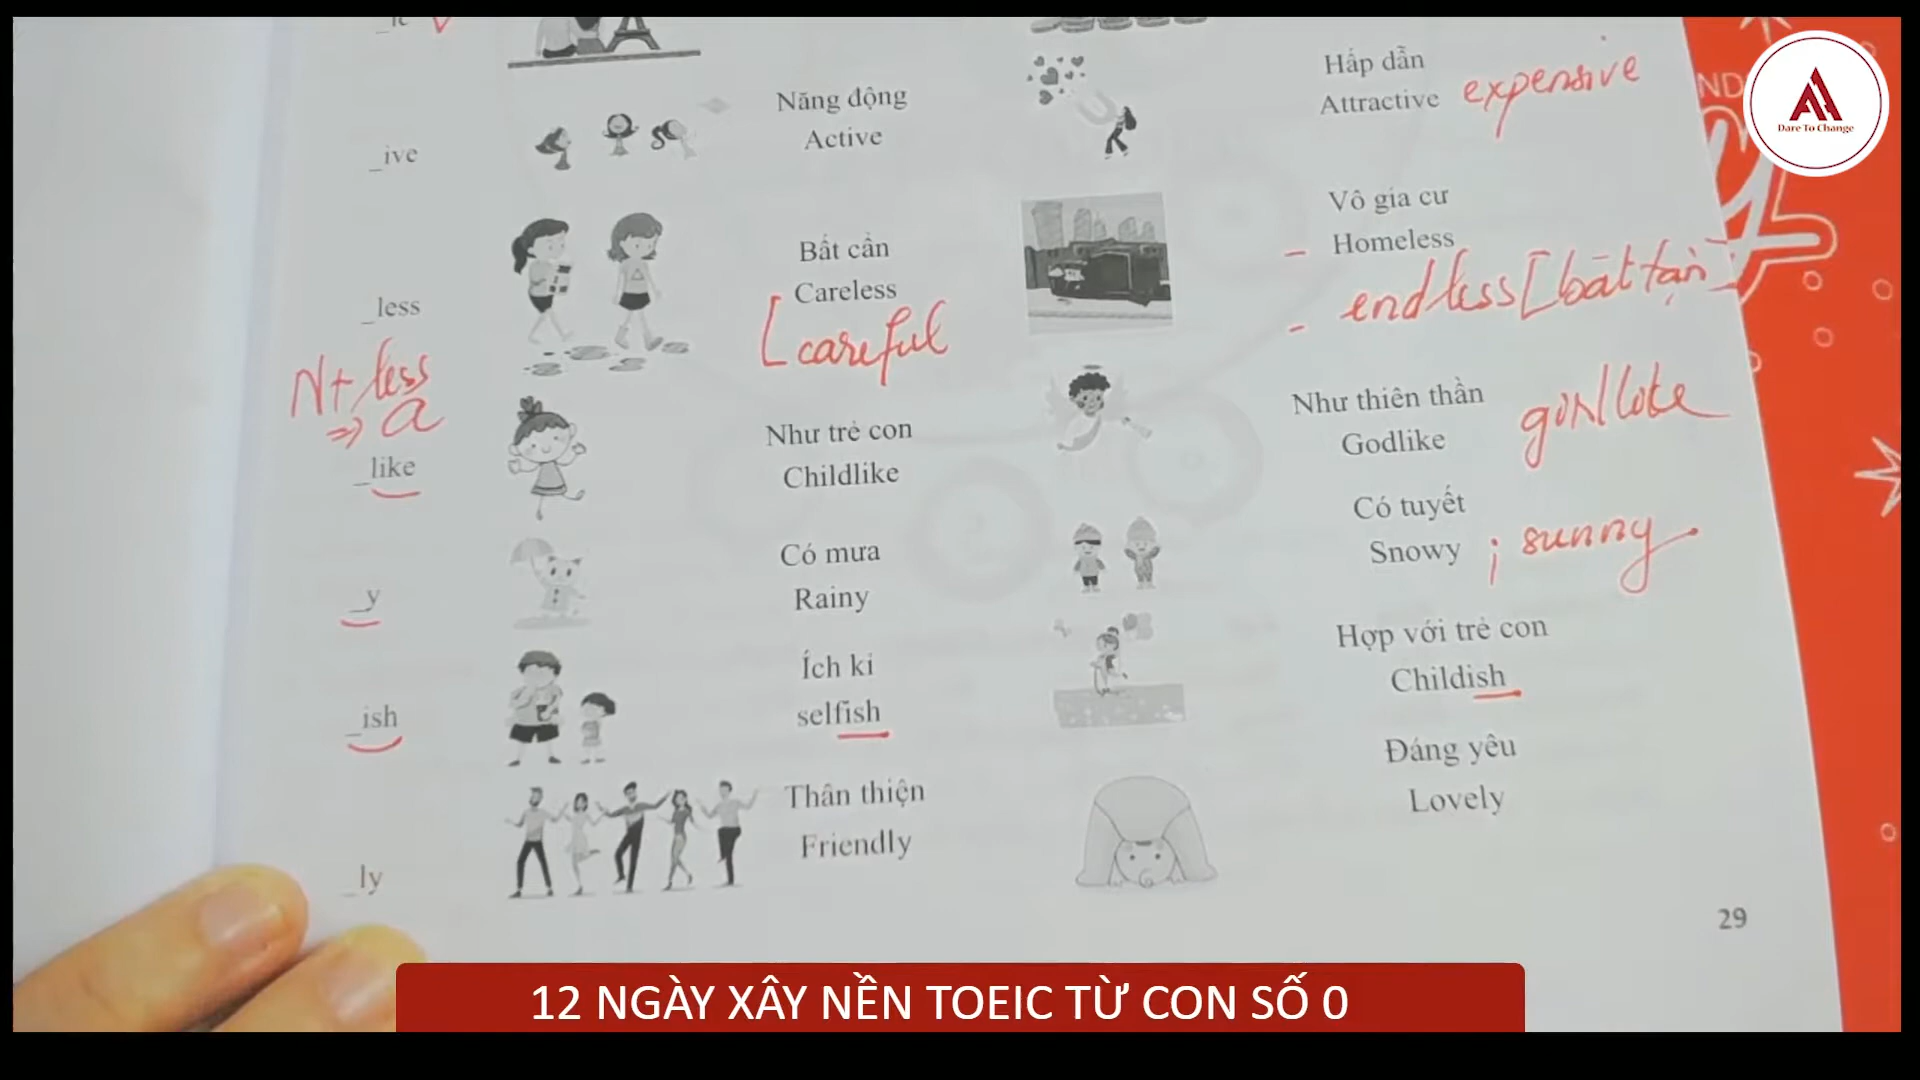 _ic
_ive
Năng động
Active
Hấp dẫn
Attractive
expensive
_less
Bất cẩn
Careless
[careful
Vô gia cư
- Homeless
- endless [bất tận]
N + less
=> a
_like
Như trẻ con
Childlike
Như thiên thần
Godlike
_y
Có mưa
Rainy
Có tuyết
Snowy
; sunny
_ish
Ích kỉ
selfish
Hợp với trẻ con
Childish
_ly
Thân thiện
Friendly
Đáng yêu
Lovely
29
Dare To Change
12 NGÀY XÂY NỀN TOEIC TỪ CON SỐ 0